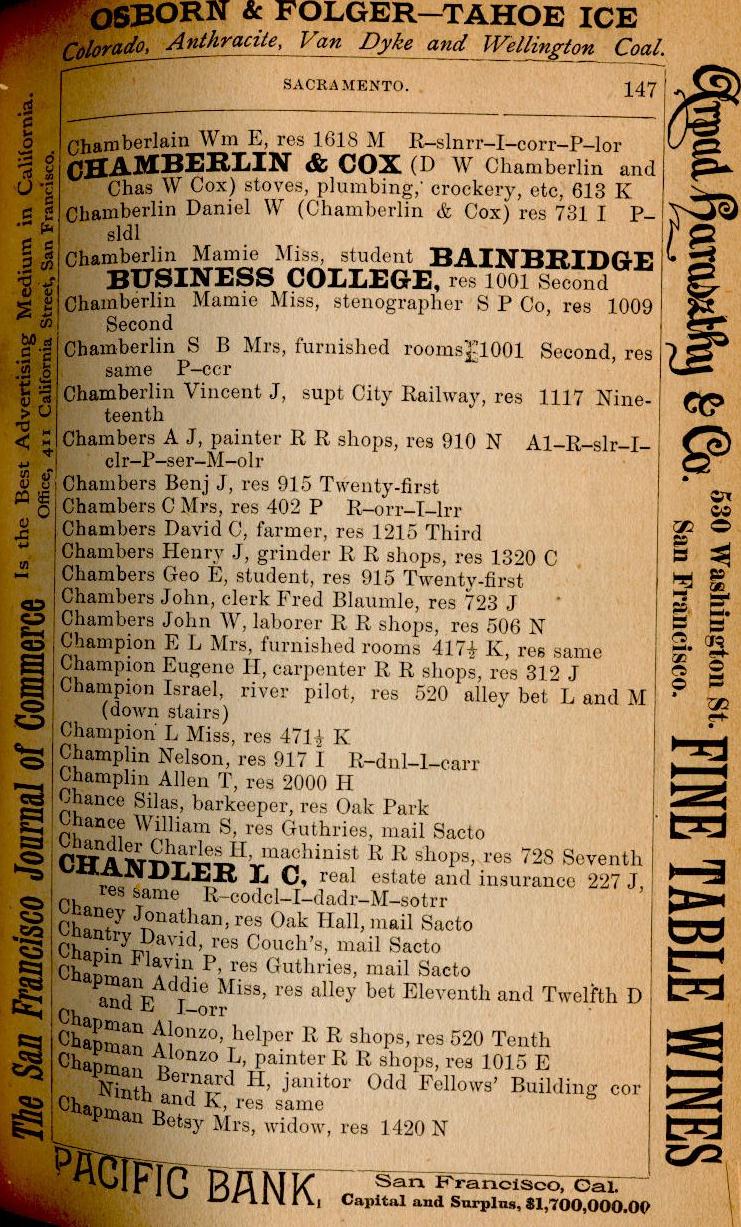 OSBORN & FOLGER—TAHOE ICE
Colorado, Anthracite, Van Dyke and Wellington Coal.
SACRAMENTO. 147
Chamberlain Wm E, res 1618 M R–slnrr–I–corr–P–lor
CHAMBERLIN & COX (D W Chamberlin and
Chas W Cox) stoves, plumbing, crockery, etc, 613 K
Chamberlin Daniel W (Chamberlin & Cox) res 731 I P–
sldl
Chamberlin Mamie Miss, student BAINBRIDGE
BUSINESS COLLEGE, res 1001 Second
Chamberlin Mamie Miss, stenographer S P Co, res 1009
Second
Chamberlin S B Mrs, furnished rooms 1001 Second, res
same P–ccr
Chamberlin Vincent J, supt City Railway, res 1117 Nine-
teenth
Chambers A J, painter R R shops, res 910 N A1–R–slr–I–
clr–P–ser–M–olr
Chambers Benj J, res 915 Twenty-first
Chambers C Mrs, res 402 P R–orr–I–lrr
Chambers David C, farmer, res 1215 Third
Chambers Henry J, grinder R R shops, res 1320 C
Chambers Geo E, student, res 915 Twenty-first
Chambers John, clerk Fred Blaumle, res 723 J
Chambers John W, laborer R R shops, res 506 N
Champion E L Mrs, furnished rooms 417½ K, res same
Champion Eugene H, carpenter R R shops, res 312 J
Champion Israel, river pilot, res 520 alley bet L and M
(down stairs)
Champion L Miss, res 471½ K
Champlin Nelson, res 917 I R–dnl–I–carr
Champlin Allen T, res 2000 H
Chance Silas, barkeeper, res Oak Park
Chance William S, res Guthries, mail Sacto
Chandler Charles H, machinist R R shops, res 728 Seventh
CHANDLER L C, real estate and insurance 227 J,
res same R–codcl–I–dadr–M–sotrr
Chaney Jonathan, res Oak Hall, mail Sacto
Chantry David, res Couch's, mail Sacto
Chapin Flavin P, res Guthries, mail Sacto
Chapman Addie Miss, res alley bet Eleventh and Twelfth D
and E I–orr
Chapman Alonzo, helper R R shops, res 520 Tenth
Chapman Alonzo L, painter R R shops, res 1015 E
Chapman Bernard H, janitor Odd Fellows' Building cor
Ninth and K, res same
Chapman Betsy Mrs, widow, res 1420 N
PACIFIC BANK, San Francisco, Cal.
Capital and Surplus, $1,700,000.00
The San Francisco Journal of Commerce Is the Best Advertising Medium in California.
Office, 411 California Street, San Francisco.
Arpad Haraszthy & Co. 530 Washington St.
San Francisco.
FINE TABLE WINES